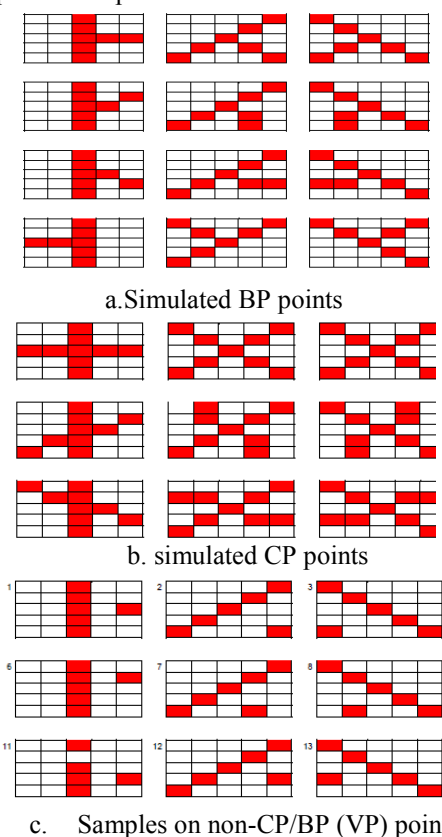 a.Simulated BP points
b. simulated CP points
1 2 3
6 7 8
11 12 13
c. Samples on non-CP/BP (VP) poin